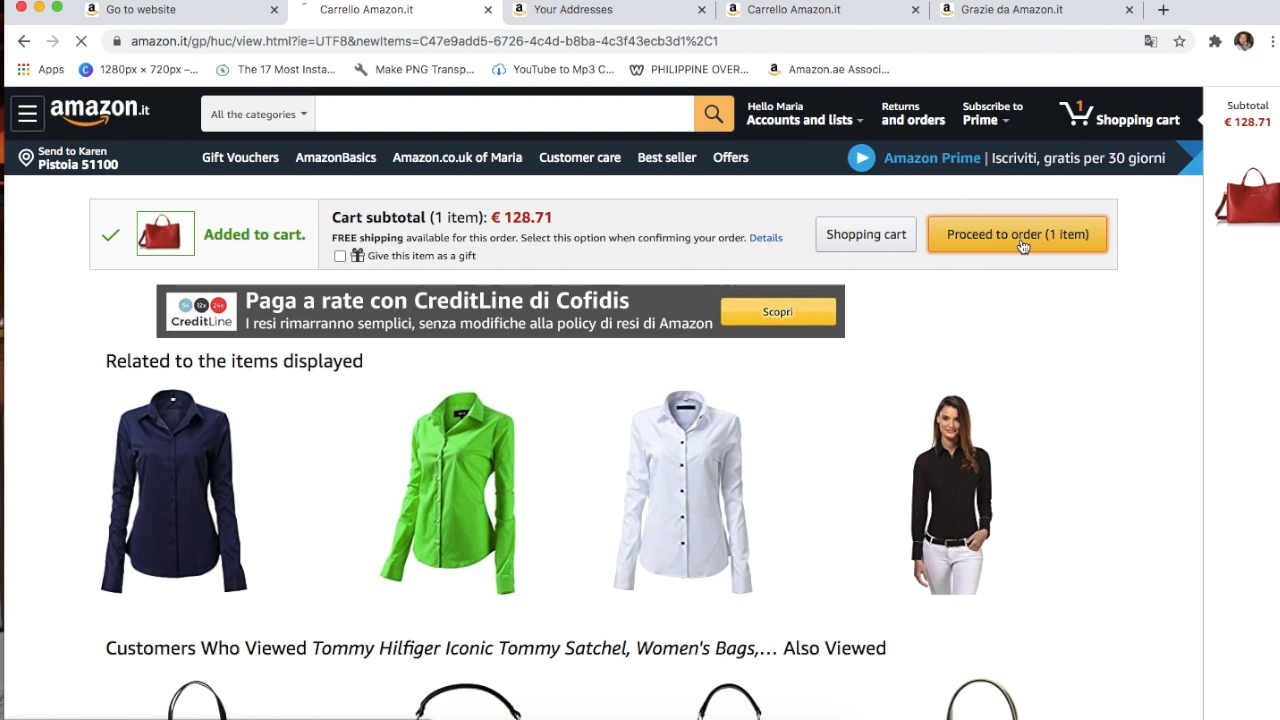 Go to website
Carrello Amazon.it
Your Addresses
Carrello Amazon.it
Grazie da Amazon.it
amazon.it/gp/huc/view.html?ie=UTF8&newItems=C47e9add5-6726-4c4d-b8ba-4c3f43ecb3d1%2C1
Apps
1280px × 720px –...
The 17 Most Insta...
Make PNG Transp...
YouTube to Mp3 C...
PHILIPPINE OVER...
Amazon.ae Associ...
amazon.it
All the categories
Hello Maria
Accounts and lists
Returns
and orders
Subscribe to
Prime
1
Shopping cart
Subtotal
€ 128.71
Send to Karen
Pistoia 51100
Gift Vouchers
AmazonBasics
Amazon.co.uk of Maria
Customer care
Best seller
Offers
Amazon Prime | Iscriviti, gratis per 30 giorni
Added to cart.
Cart subtotal (1 item): € 128.71
FREE shipping available for this order. Select this option when confirming your order. Details
Give this item as a gift
Shopping cart
Proceed to order (1 item)
5x 12x 24x
CreditLine
Paga a rate con CreditLine di Cofidis
I resi rimarranno semplici, senza modifiche alla policy di resi di Amazon
Scopri
Related to the items displayed
Customers Who Viewed Tommy Hilfiger Iconic Tommy Satchel, Women's Bags,... Also Viewed